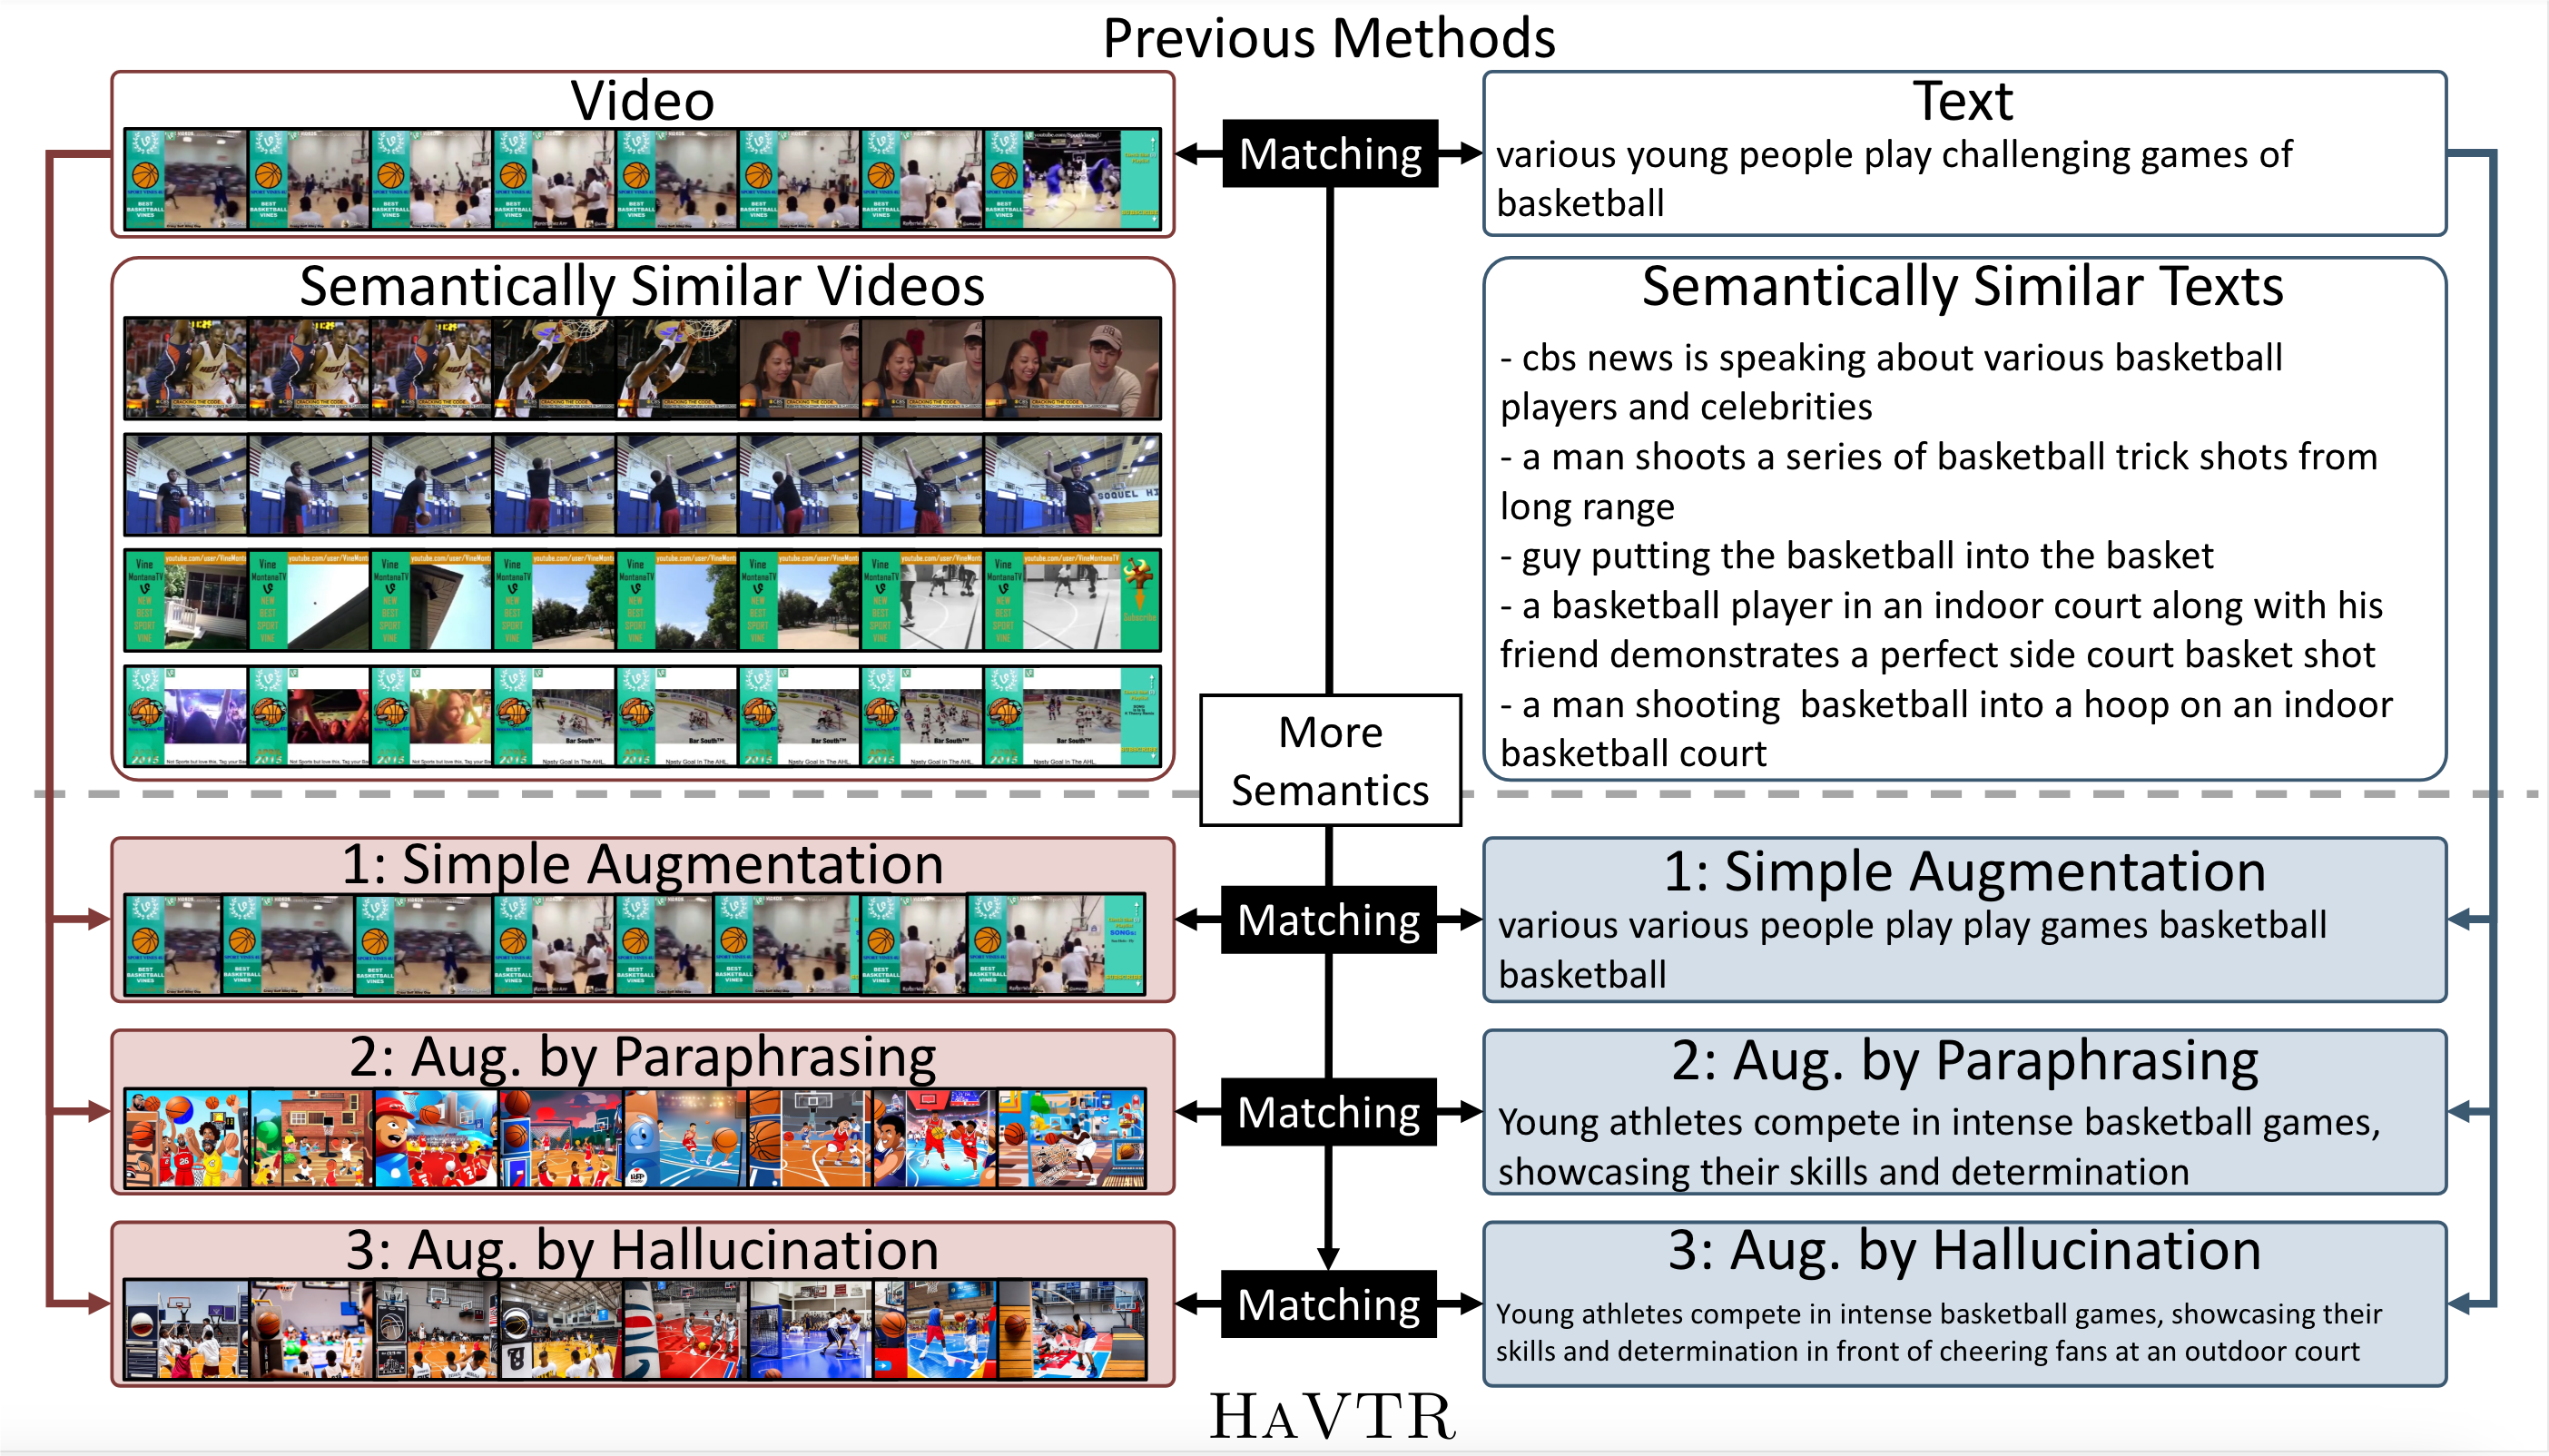 Previous Methods
Video
Matching
Text
various young people play challenging games of
basketball
Semantically Similar Videos
Semantically Similar Texts
- cbs news is speaking about various basketball
players and celebrities
- a man shoots a series of basketball trick shots from
long range
- guy putting the basketball into the basket
- a basketball player in an indoor court along with his
friend demonstrates a perfect side court basket shot
- a man shooting  basketball into a hoop on an indoor
basketball court
More
Semantics
1: Simple Augmentation
Matching
1: Simple Augmentation
various various people play play games basketball
basketball
2: Aug. by Paraphrasing
Matching
2: Aug. by Paraphrasing
Young athletes compete in intense basketball games,
showcasing their skills and determination
3: Aug. by Hallucination
Matching
3: Aug. by Hallucination
Young athletes compete in intense basketball games, showcasing their
skills and determination in front of cheering fans at an outdoor court
HAVTR